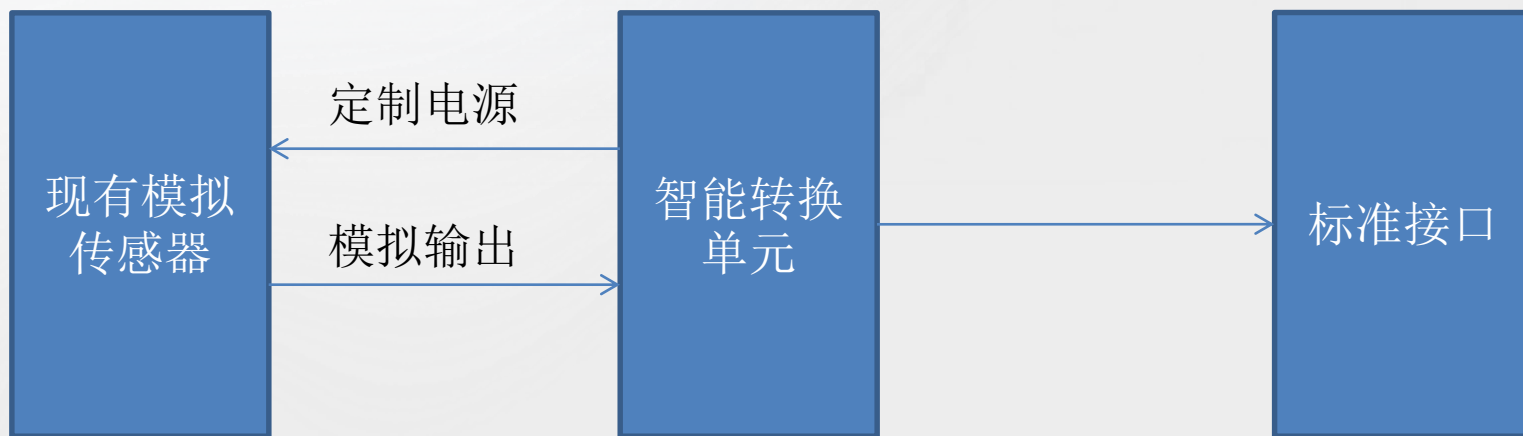 定制电源
现有模拟
传感器
模拟输出
智能转换
单元
标准接口